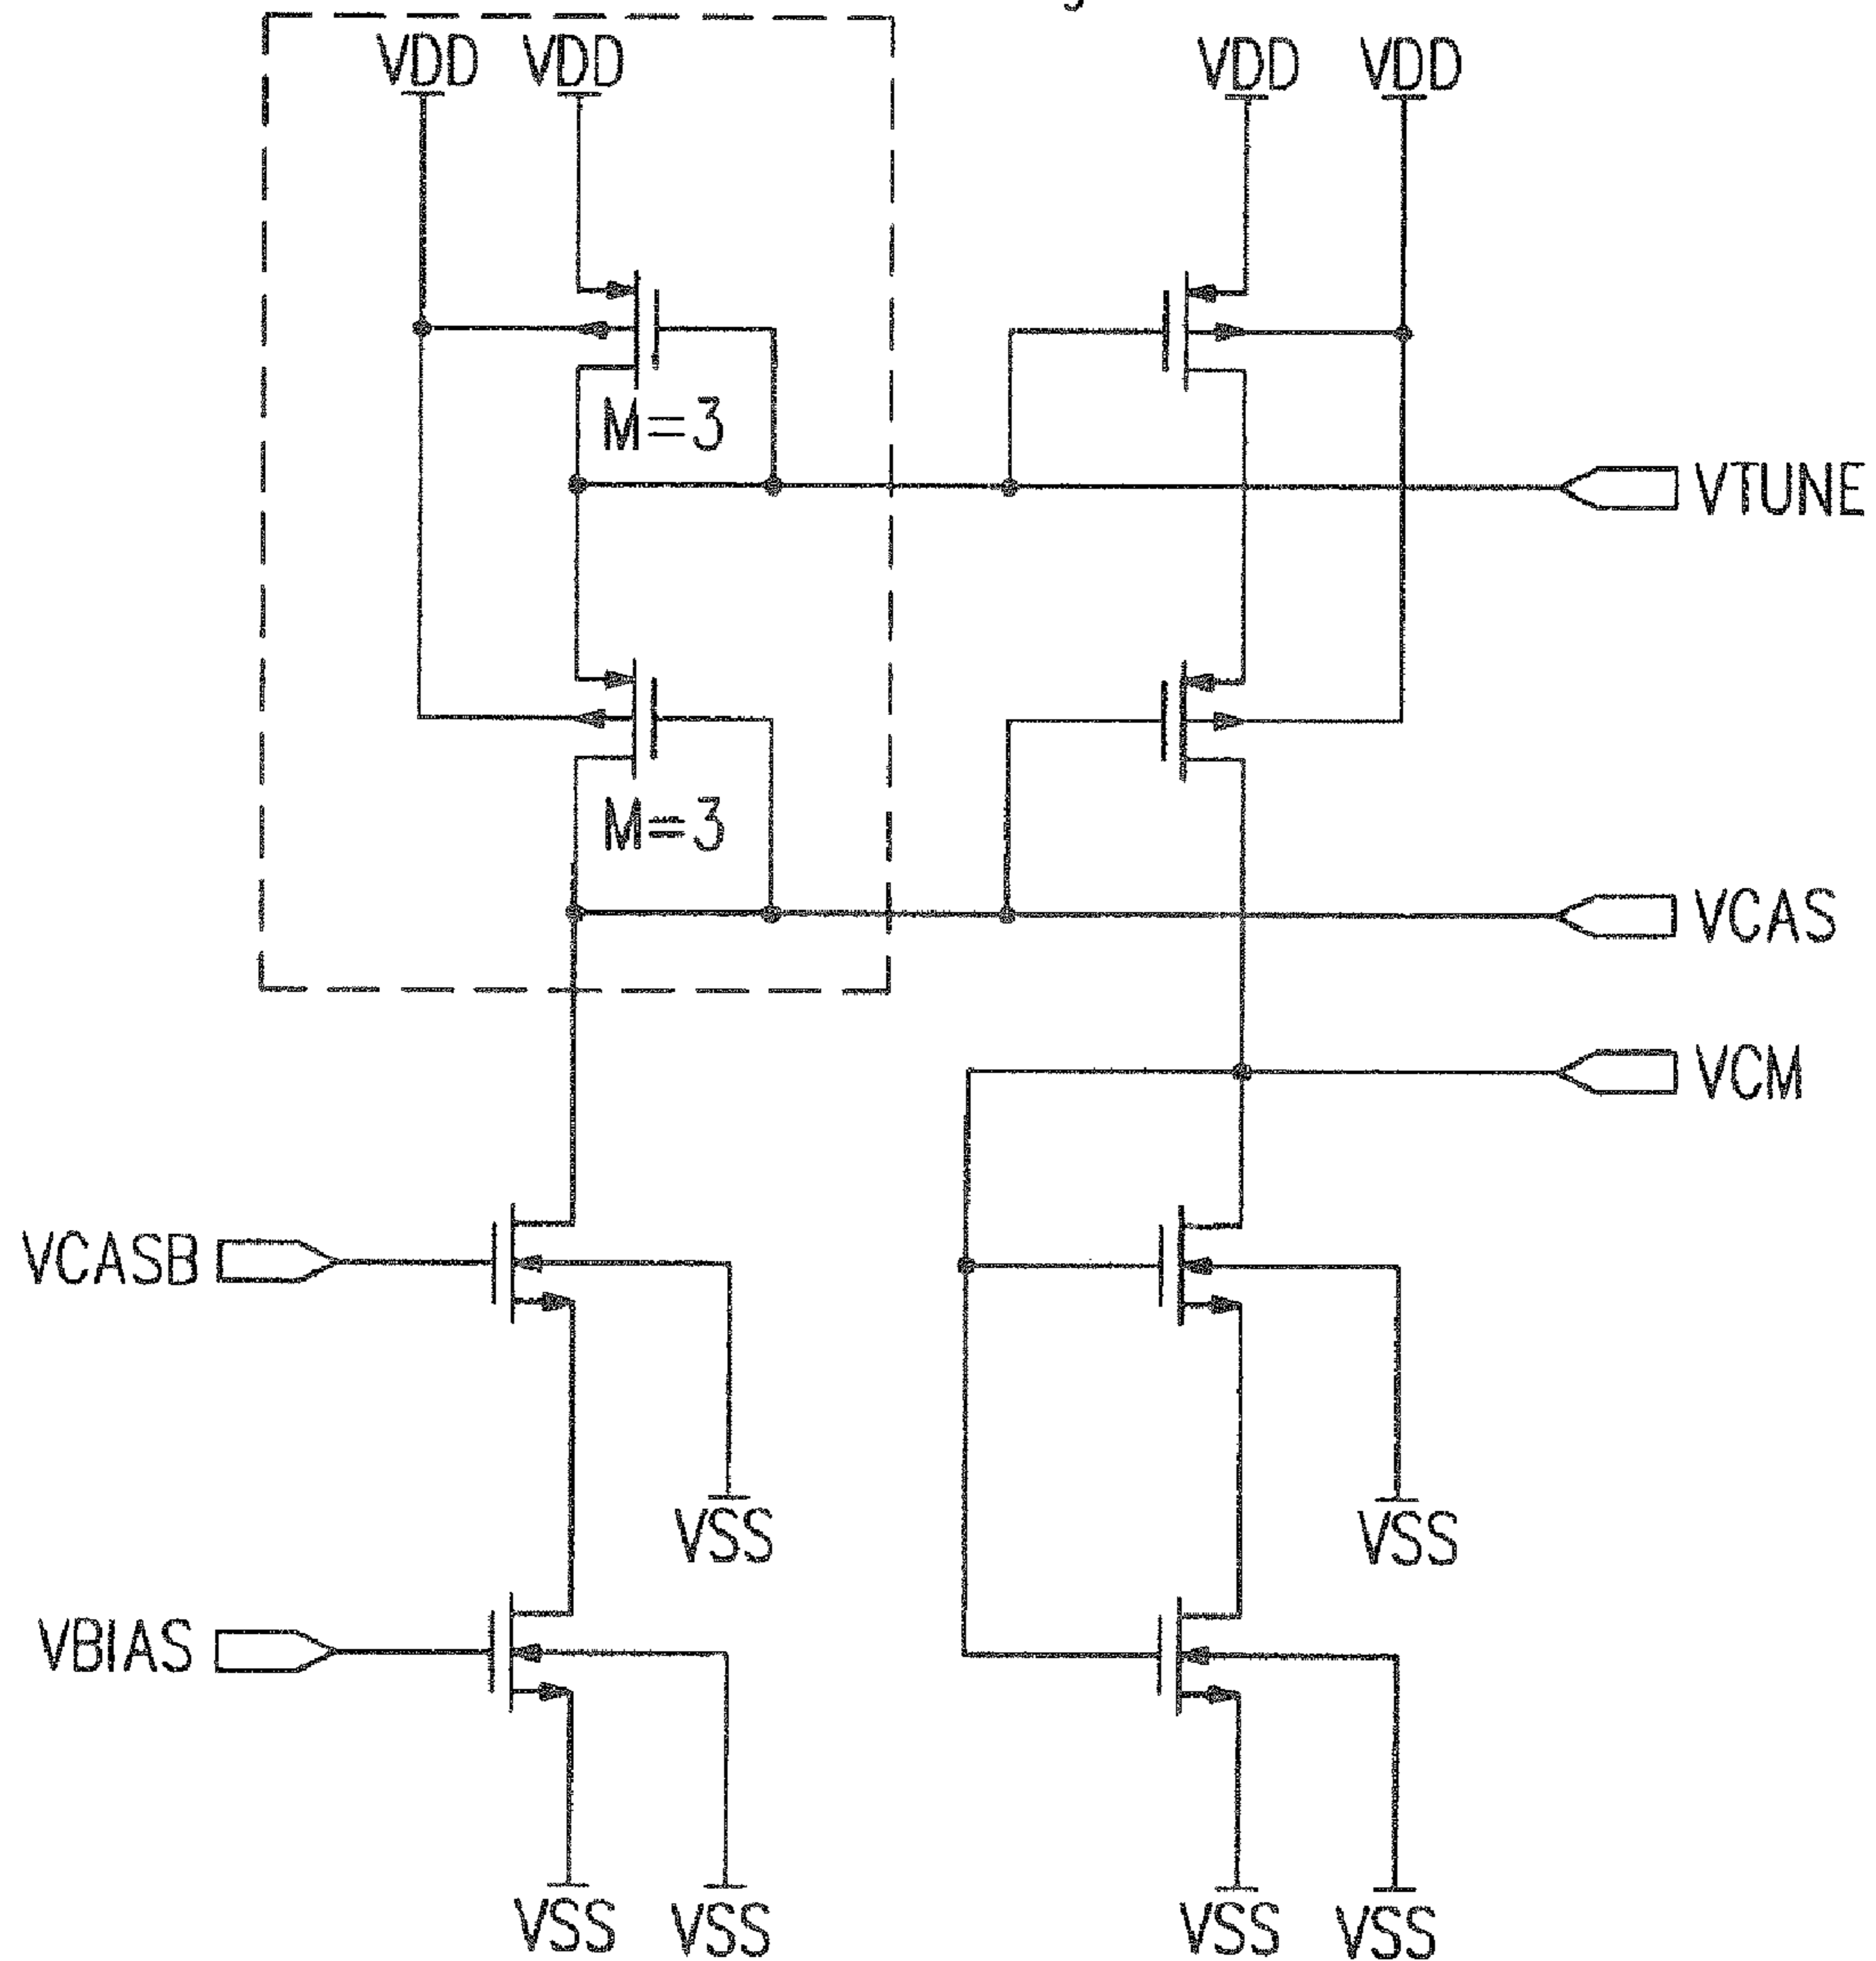 VDD VDD VDD VDD
M=3
VTUNE
M=3
VCAS
VCM
VCASB
VSS VSS
VBIAS
VSS VSS VSS VSS